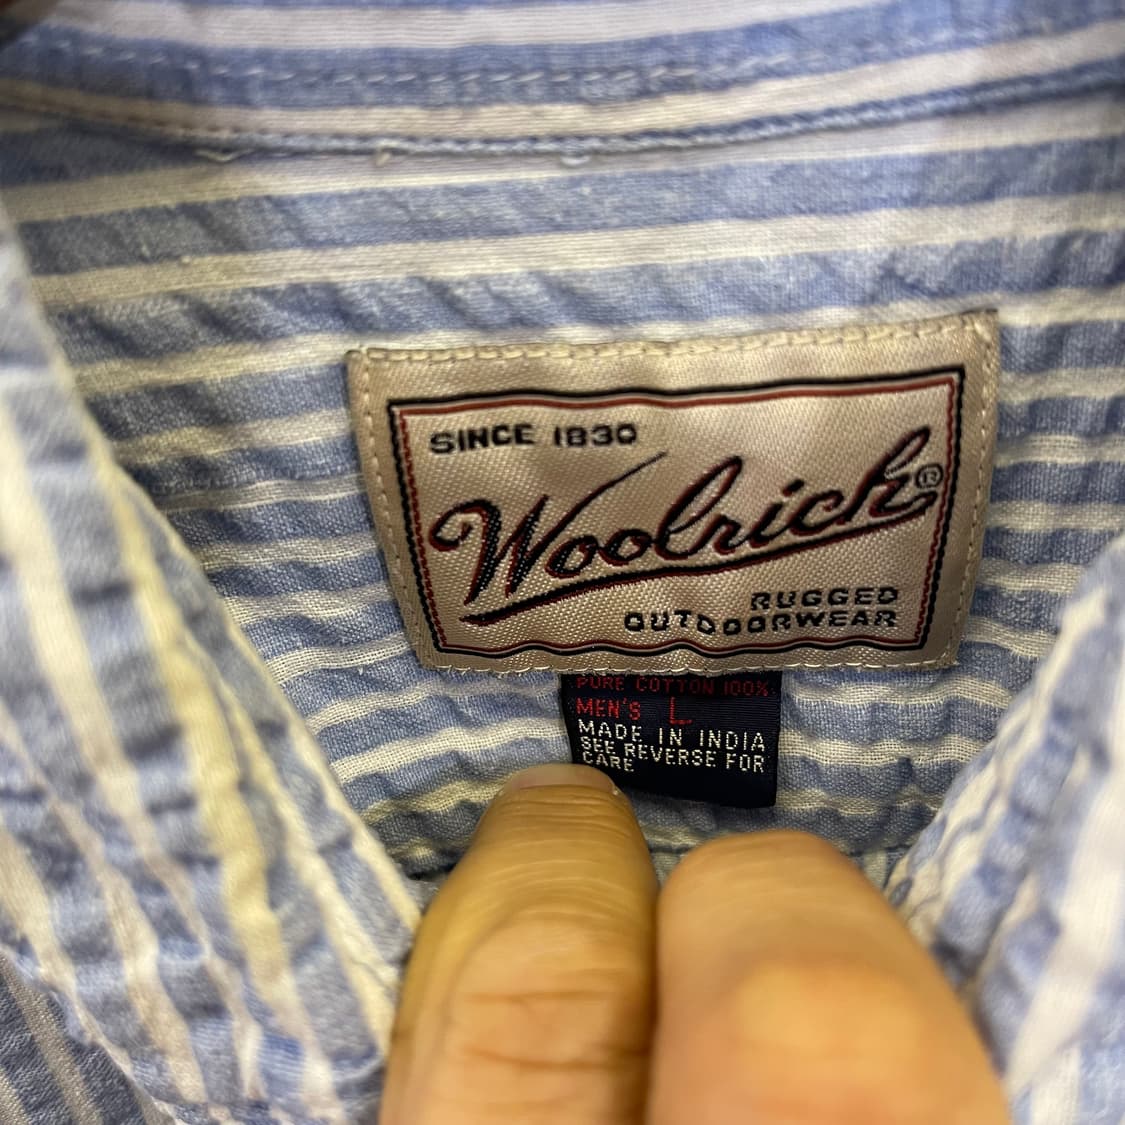 SINCE 1830
Woolrich®
RUGGED
OUTDOORWEAR
PURE COTTON 100%
MEN'S L
MADE IN INDIA
SEE REVERSE FOR
CARE